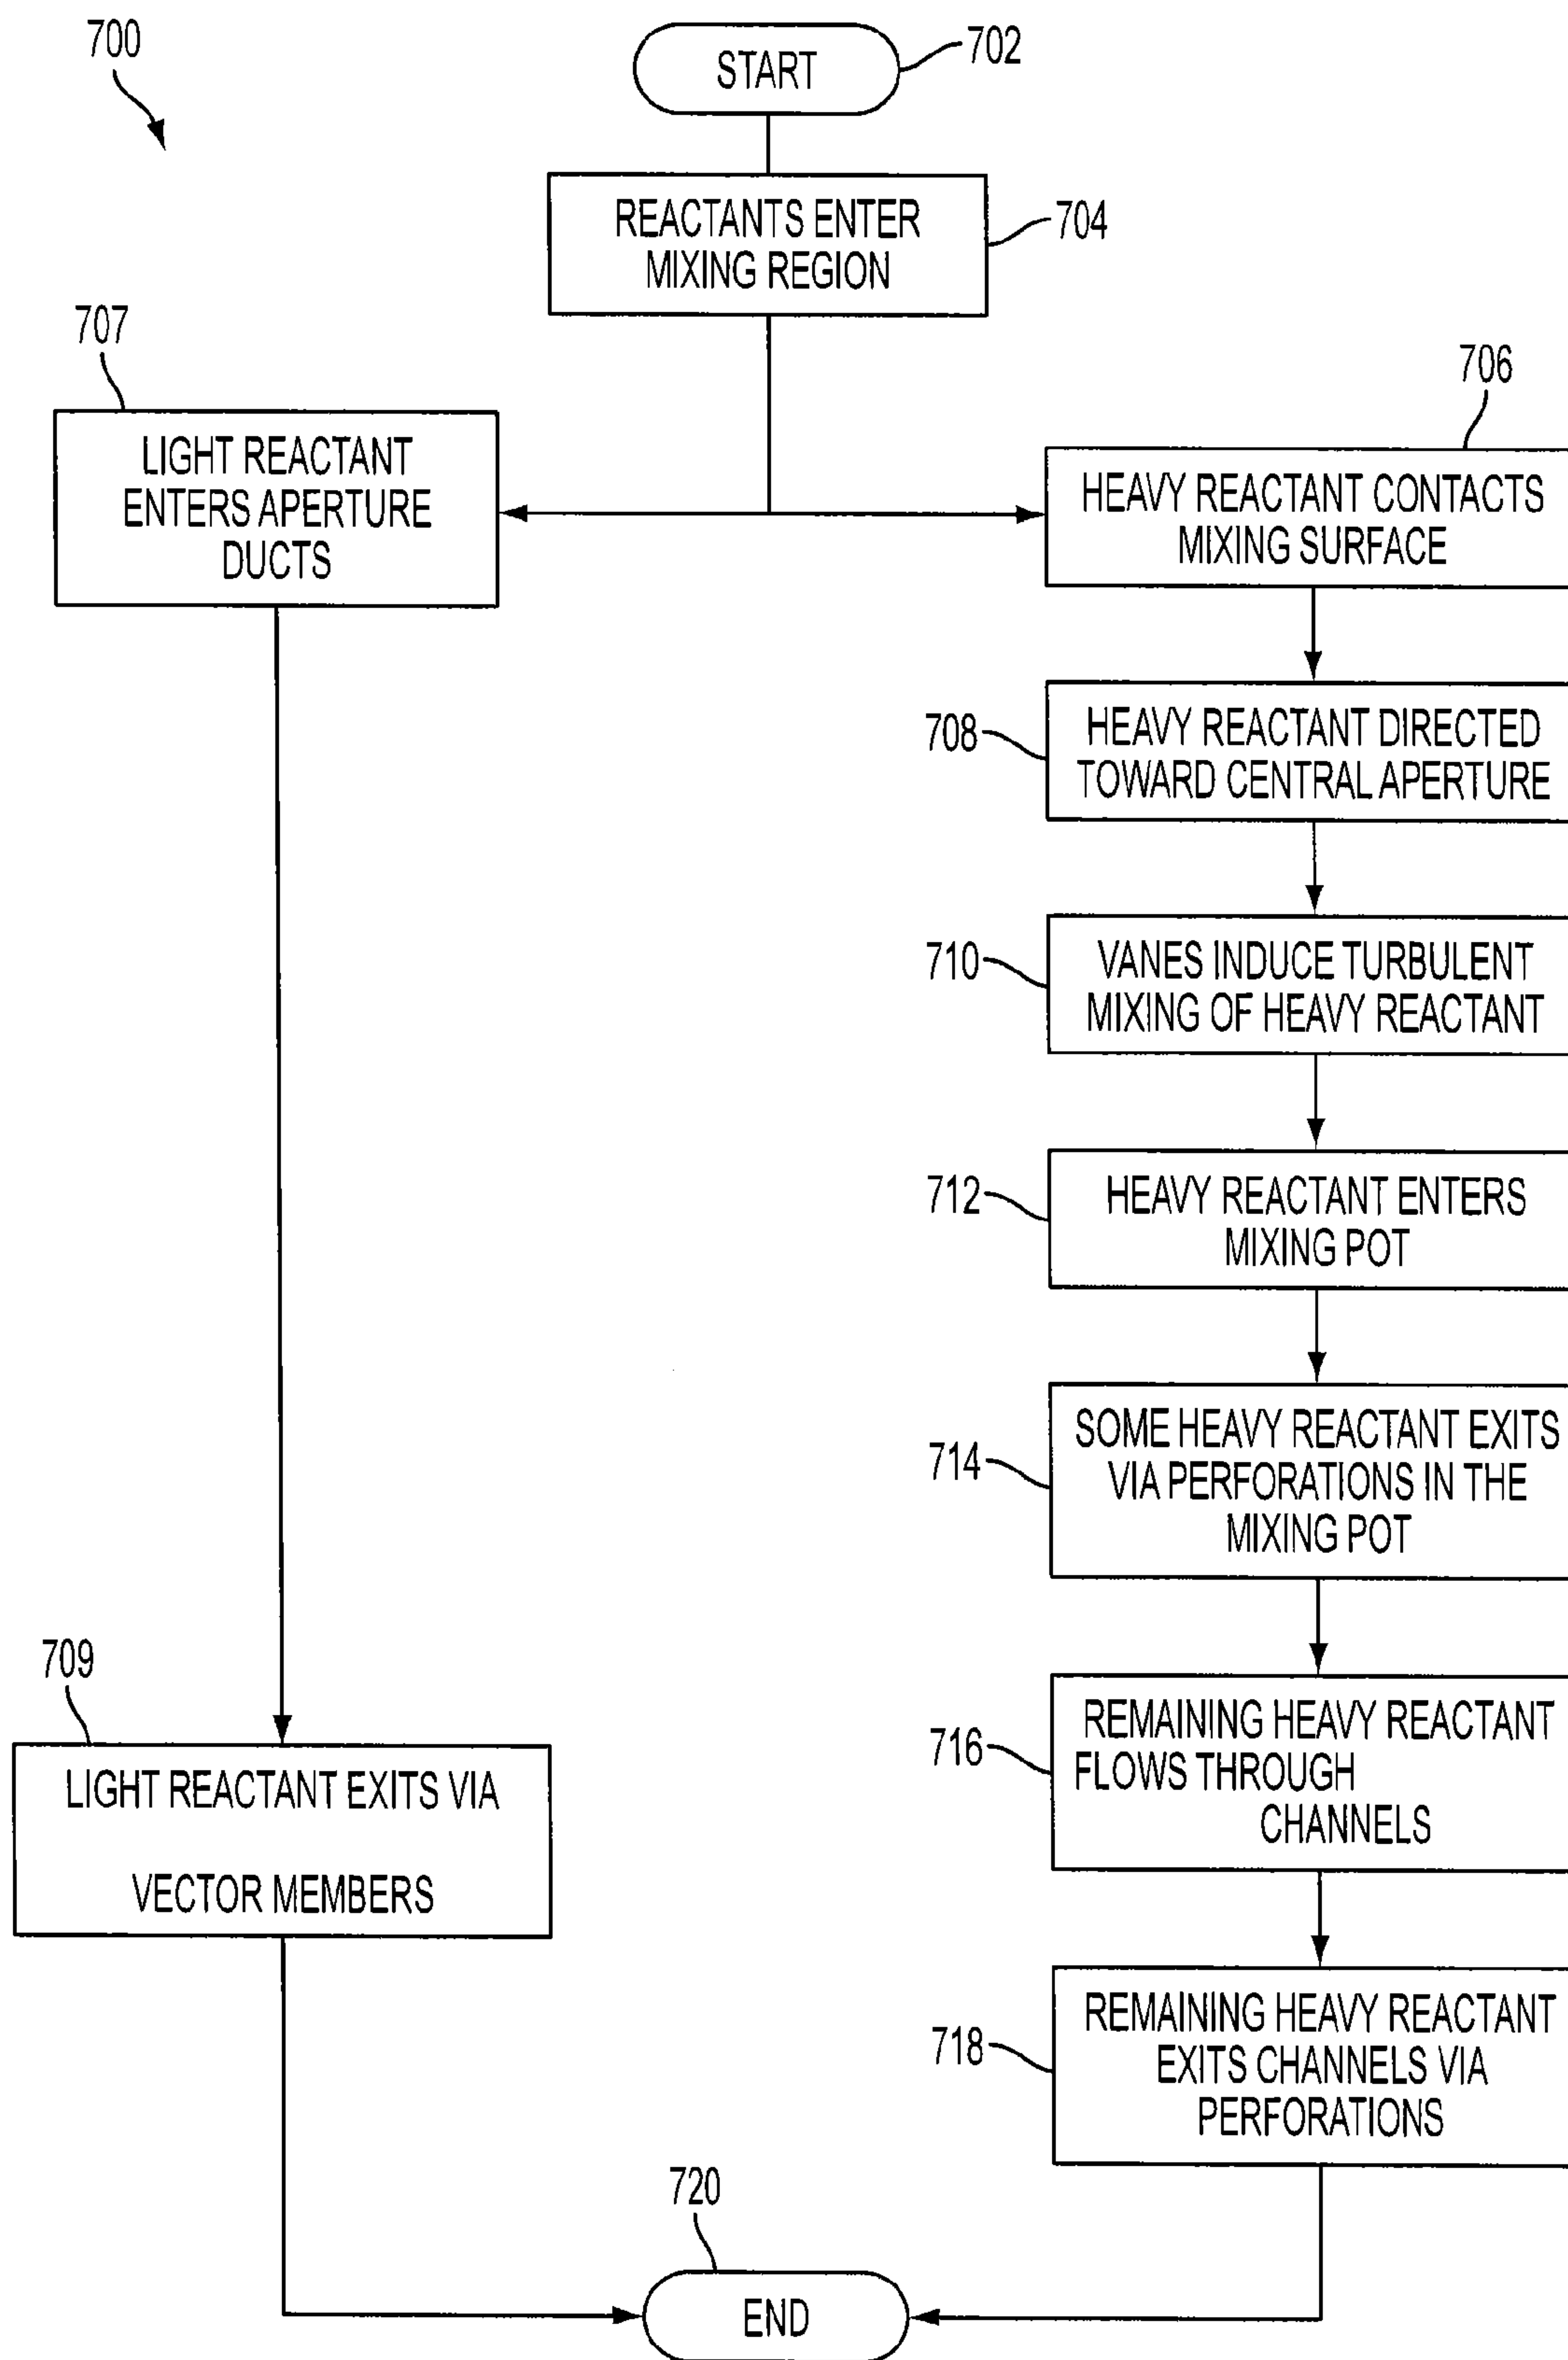 700
START
702
REACTANTS ENTER
MIXING REGION
704
707
LIGHT REACTANT
ENTERS APERTURE
DUCTS
706
HEAVY REACTANT CONTACTS
MIXING SURFACE
708
HEAVY REACTANT DIRECTED
TOWARD CENTRAL APERTURE
710
VANES INDUCE TURBULENT
MIXING OF HEAVY REACTANT
712
HEAVY REACTANT ENTERS
MIXING POT
714
SOME HEAVY REACTANT EXITS
VIA PERFORATIONS IN THE
MIXING POT
709
LIGHT REACTANT EXITS VIA
VECTOR MEMBERS
716
REMAINING HEAVY REACTANT
FLOWS THROUGH
CHANNELS
718
REMAINING HEAVY REACTANT
EXITS CHANNELS VIA
PERFORATIONS
720
END